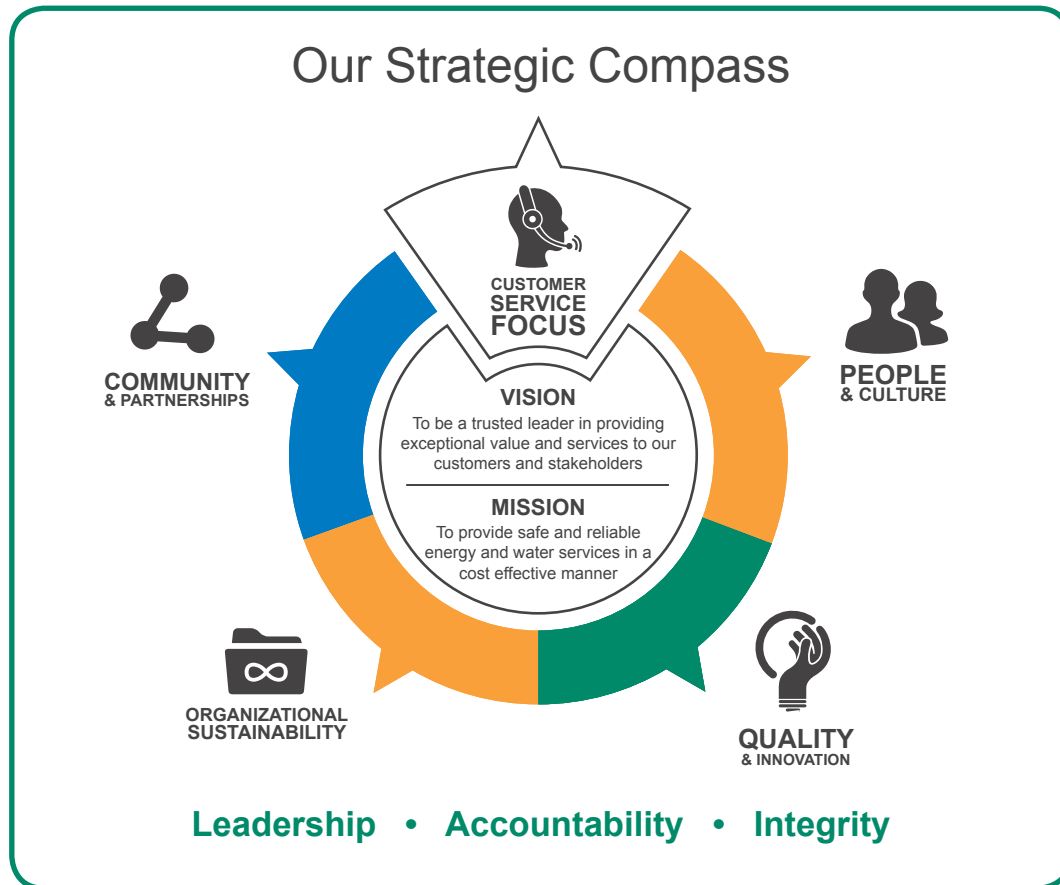 Our Strategic Compass
CUSTOMER
SERVICE
FOCUS
COMMUNITY
& PARTNERSHIPS
PEOPLE
& CULTURE
VISION
To be a trusted leader in providing
exceptional value and services to our
customers and stakeholders
MISSION
To provide safe and reliable
energy and water services in a
cost effective manner
ORGANIZATIONAL
SUSTAINABILITY
QUALITY
& INNOVATION
Leadership • Accountability • Integrity